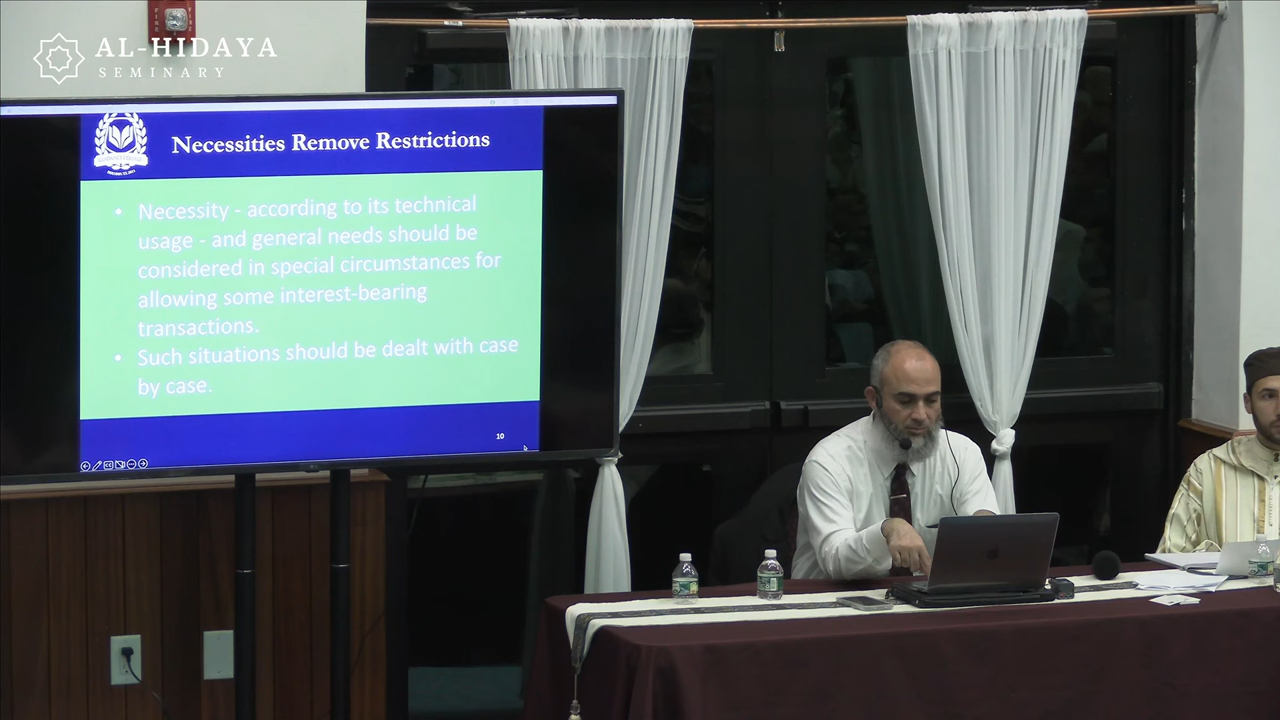 AL-HIDAYA
SEMINARY
FIRE
Necessities Remove Restrictions
• Necessity - according to its technical
usage - and general needs should be
considered in special circumstances for
allowing some interest-bearing
transactions.
• Such situations should be dealt with case
by case.
10